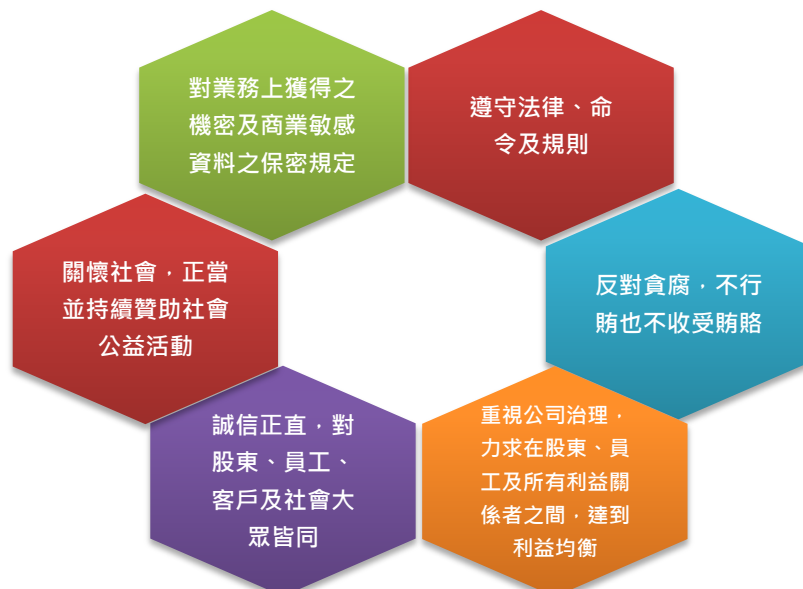 對業務上獲得之
機密及商業敏感
資料之保密規定
遵守法律、命
令及規則
關懷社會，正當
並持續贊助社會
公益活動
反對貪腐，不行
賄也不收受賄賂
誠信正直，對
股東、員工、
客戶及社會大
眾皆同
重視公司治理，
力求在股東、員
工及所有利益關
係者之間，達到
利益均衡